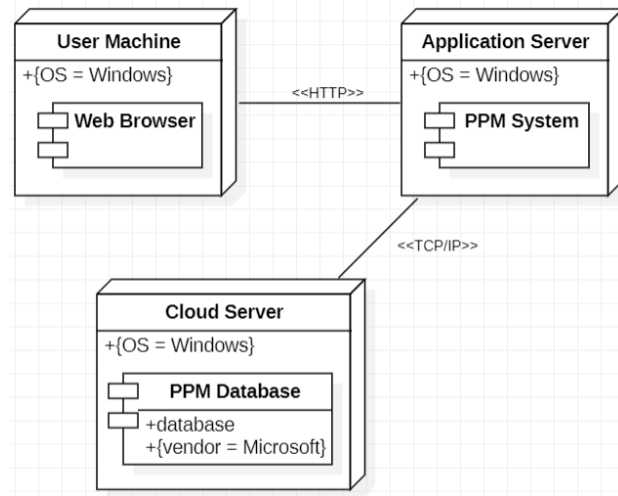 User Machine
+{OS = Windows}
Web Browser
<<HTTP>>
Application Server
+{OS = Windows}
PPM System
<<TCP/IP>>
Cloud Server
+{OS = Windows}
PPM Database
+database
+{vendor = Microsoft}